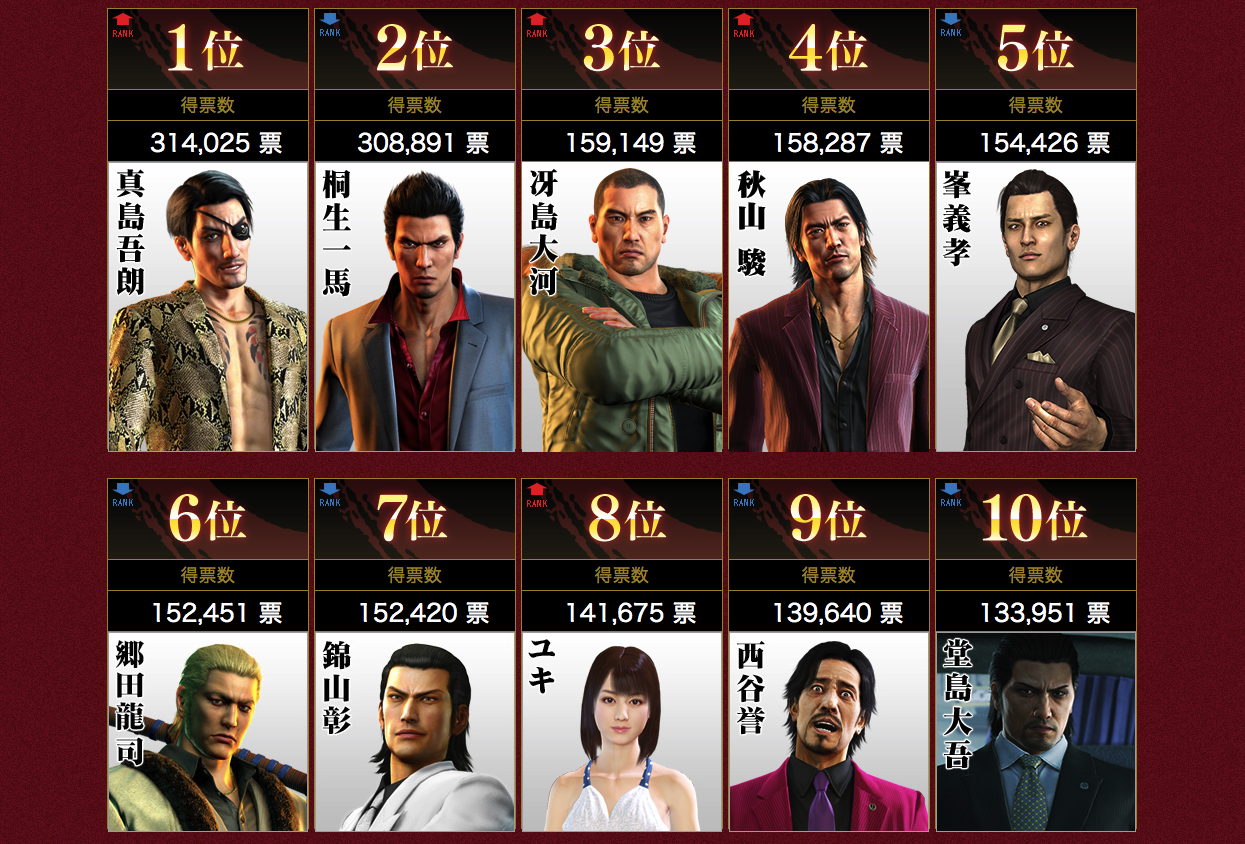 RANK
1位
得票数
314,025 票
真島吾朗
RANK
2位
得票数
308,891 票
桐生一馬
RANK
3位
得票数
159,149 票
冴島大河
RANK
4位
得票数
158,287 票
秋山 駿
RANK
5位
得票数
154,426 票
峯 義孝
RANK
6位
得票数
152,451 票
郷田龍司
RANK
7位
得票数
152,420 票
錦山彰
RANK
8位
得票数
141,675 票
ユキ
RANK
9位
得票数
139,640 票
西谷誉
RANK
10位
得票数
133,951 票
堂島大吾